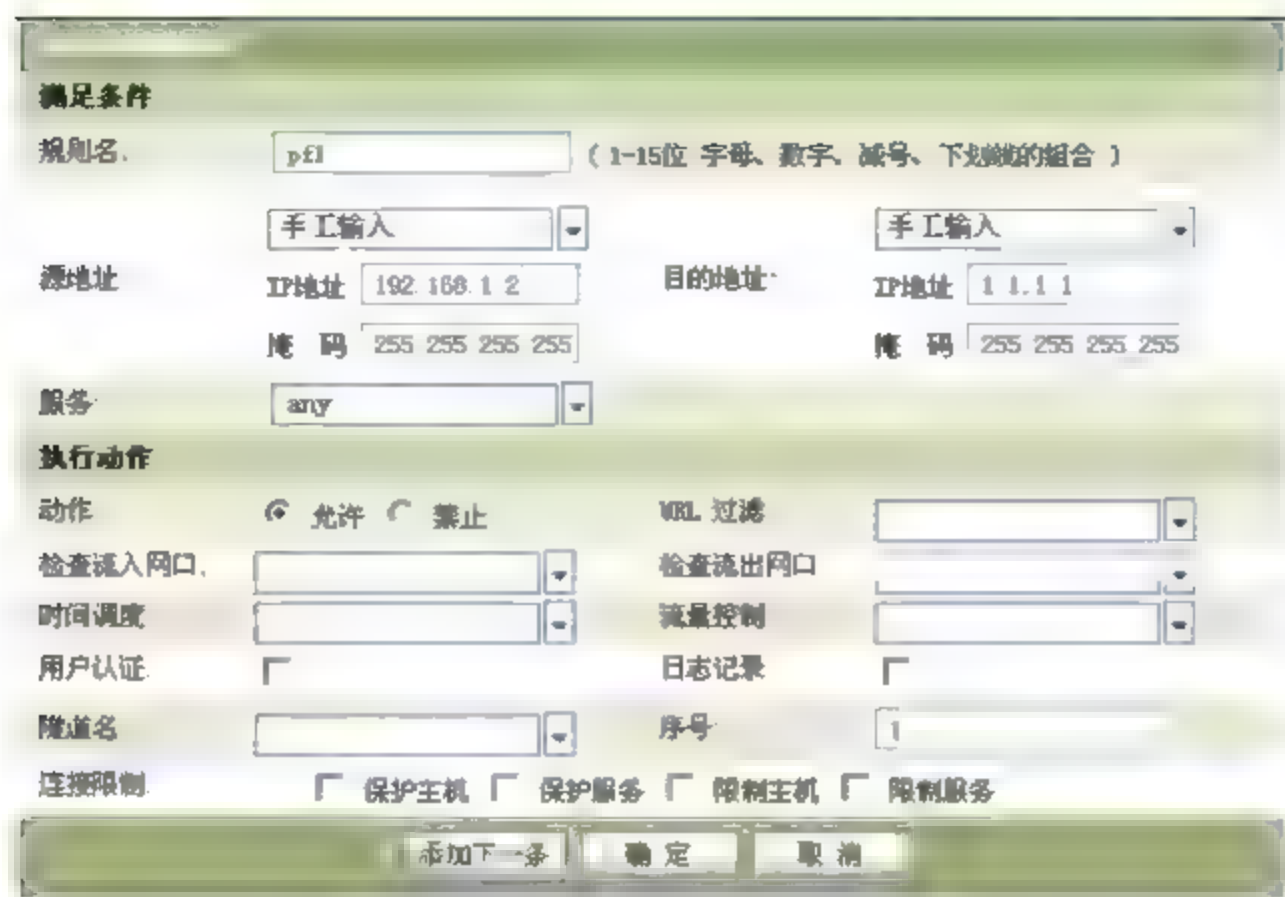 满足条件
规则名: pf1 (1-15位 字母、数字、减号、下划线的组合)
手工输入 手工输入
源地址 IP地址 192.168.1.2 目的地址: IP地址 1.1.1.1
掩 码 255 255 255 255 掩 码 255 255 255 255
服务: any
执行动作
动作 允许 禁止 URL 过滤
检查流入网口: 检查流出网口
时间调度 流量控制
用户认证: 日志记录
隧道名 序号: 1
连接限制: 保护主机 保护服务 限制主机 限制服务
添加下一条 确 定 取 消